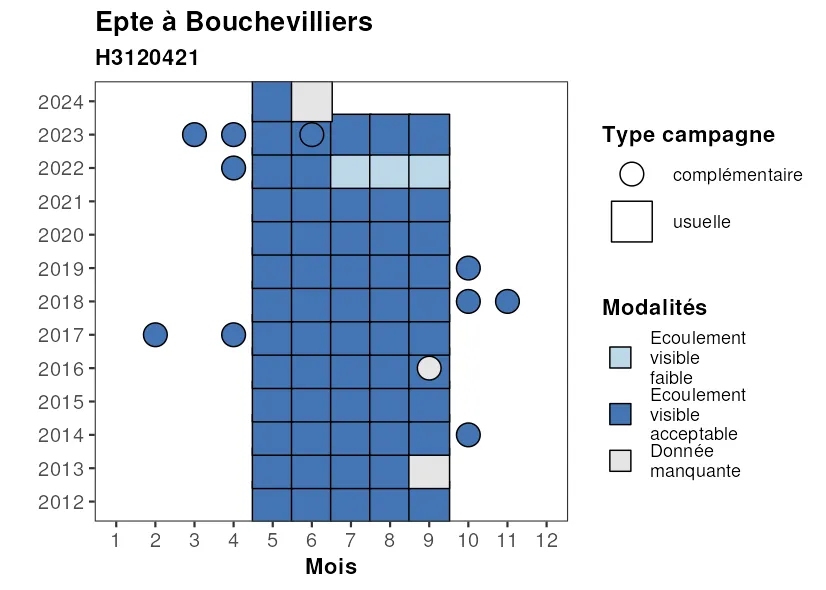 Epte à Bouchevilliers
H3120421
2024
2023
2022
2021
2020
2019
2018
2017
2016
2015
2014
2013
2012
1 2 3 4 5 6 7 8 9 10 11 12
Mois
Type campagne
complémentaire
usuelle
Modalités
Ecoulement
visible
faible
Ecoulement
visible
acceptable
Donnée
manquante